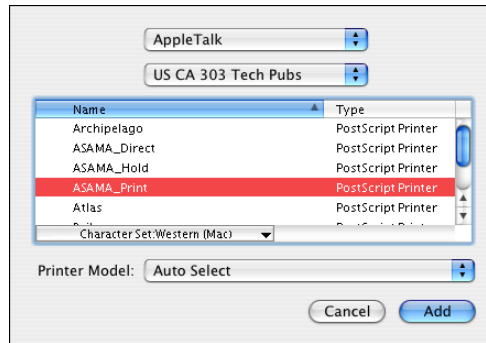 AppleTalk
US CA 303 Tech Pubs
Name Type
Archipelago PostScript Printer
ASAMA_Direct PostScript Printer
ASAMA_Hold PostScript Printer
ASAMA_Print PostScript Printer
Atlas PostScript Printer
Character Set:Western (Mac)
Printer Model: Auto Select
Cancel Add